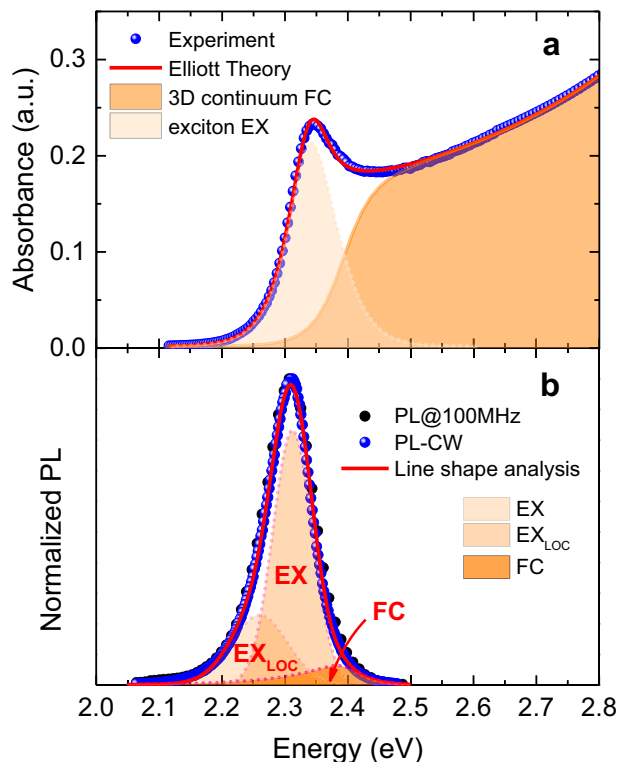 a
Experiment
Elliott Theory
3D continuum FC
exciton EX
0.3
0.2
0.1
0.0
Absorbance (a.u.)
b
PL@100MHz
PL-CW
Line shape analysis
EX
EX_LOC
FC
EX
FC
EX_LOC
Normalized PL
2.0 2.1 2.2 2.3 2.4 2.5 2.6 2.7 2.8
Energy (eV)